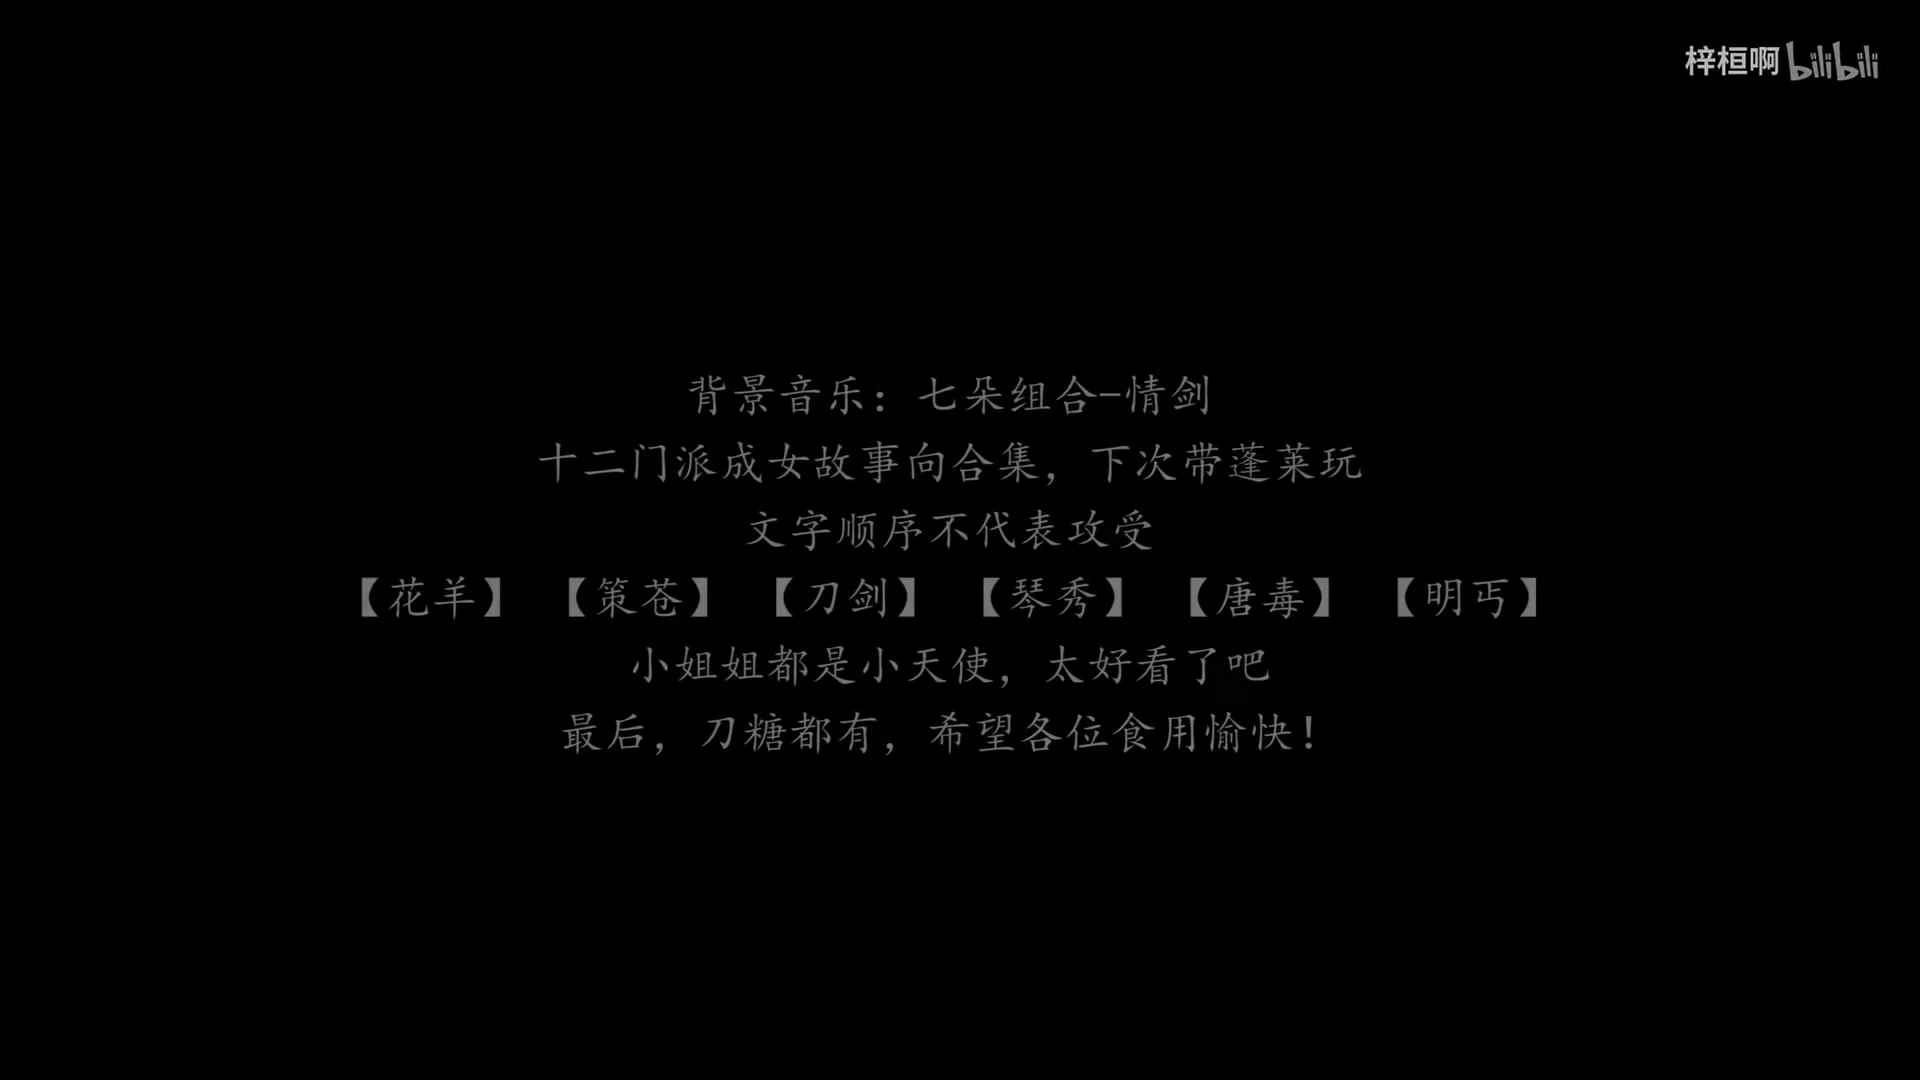 梓桓啊 bilibili
背景音乐：七朵组合-情剑
十二门派成女故事向合集，下次带蓬莱玩
文字顺序不代表攻受
【花羊】 【策苍】 【刀剑】 【琴秀】 【唐毒】 【明丐】
小姐姐都是小天使，太好看了吧
最后，刀糖都有，希望各位食用愉快！